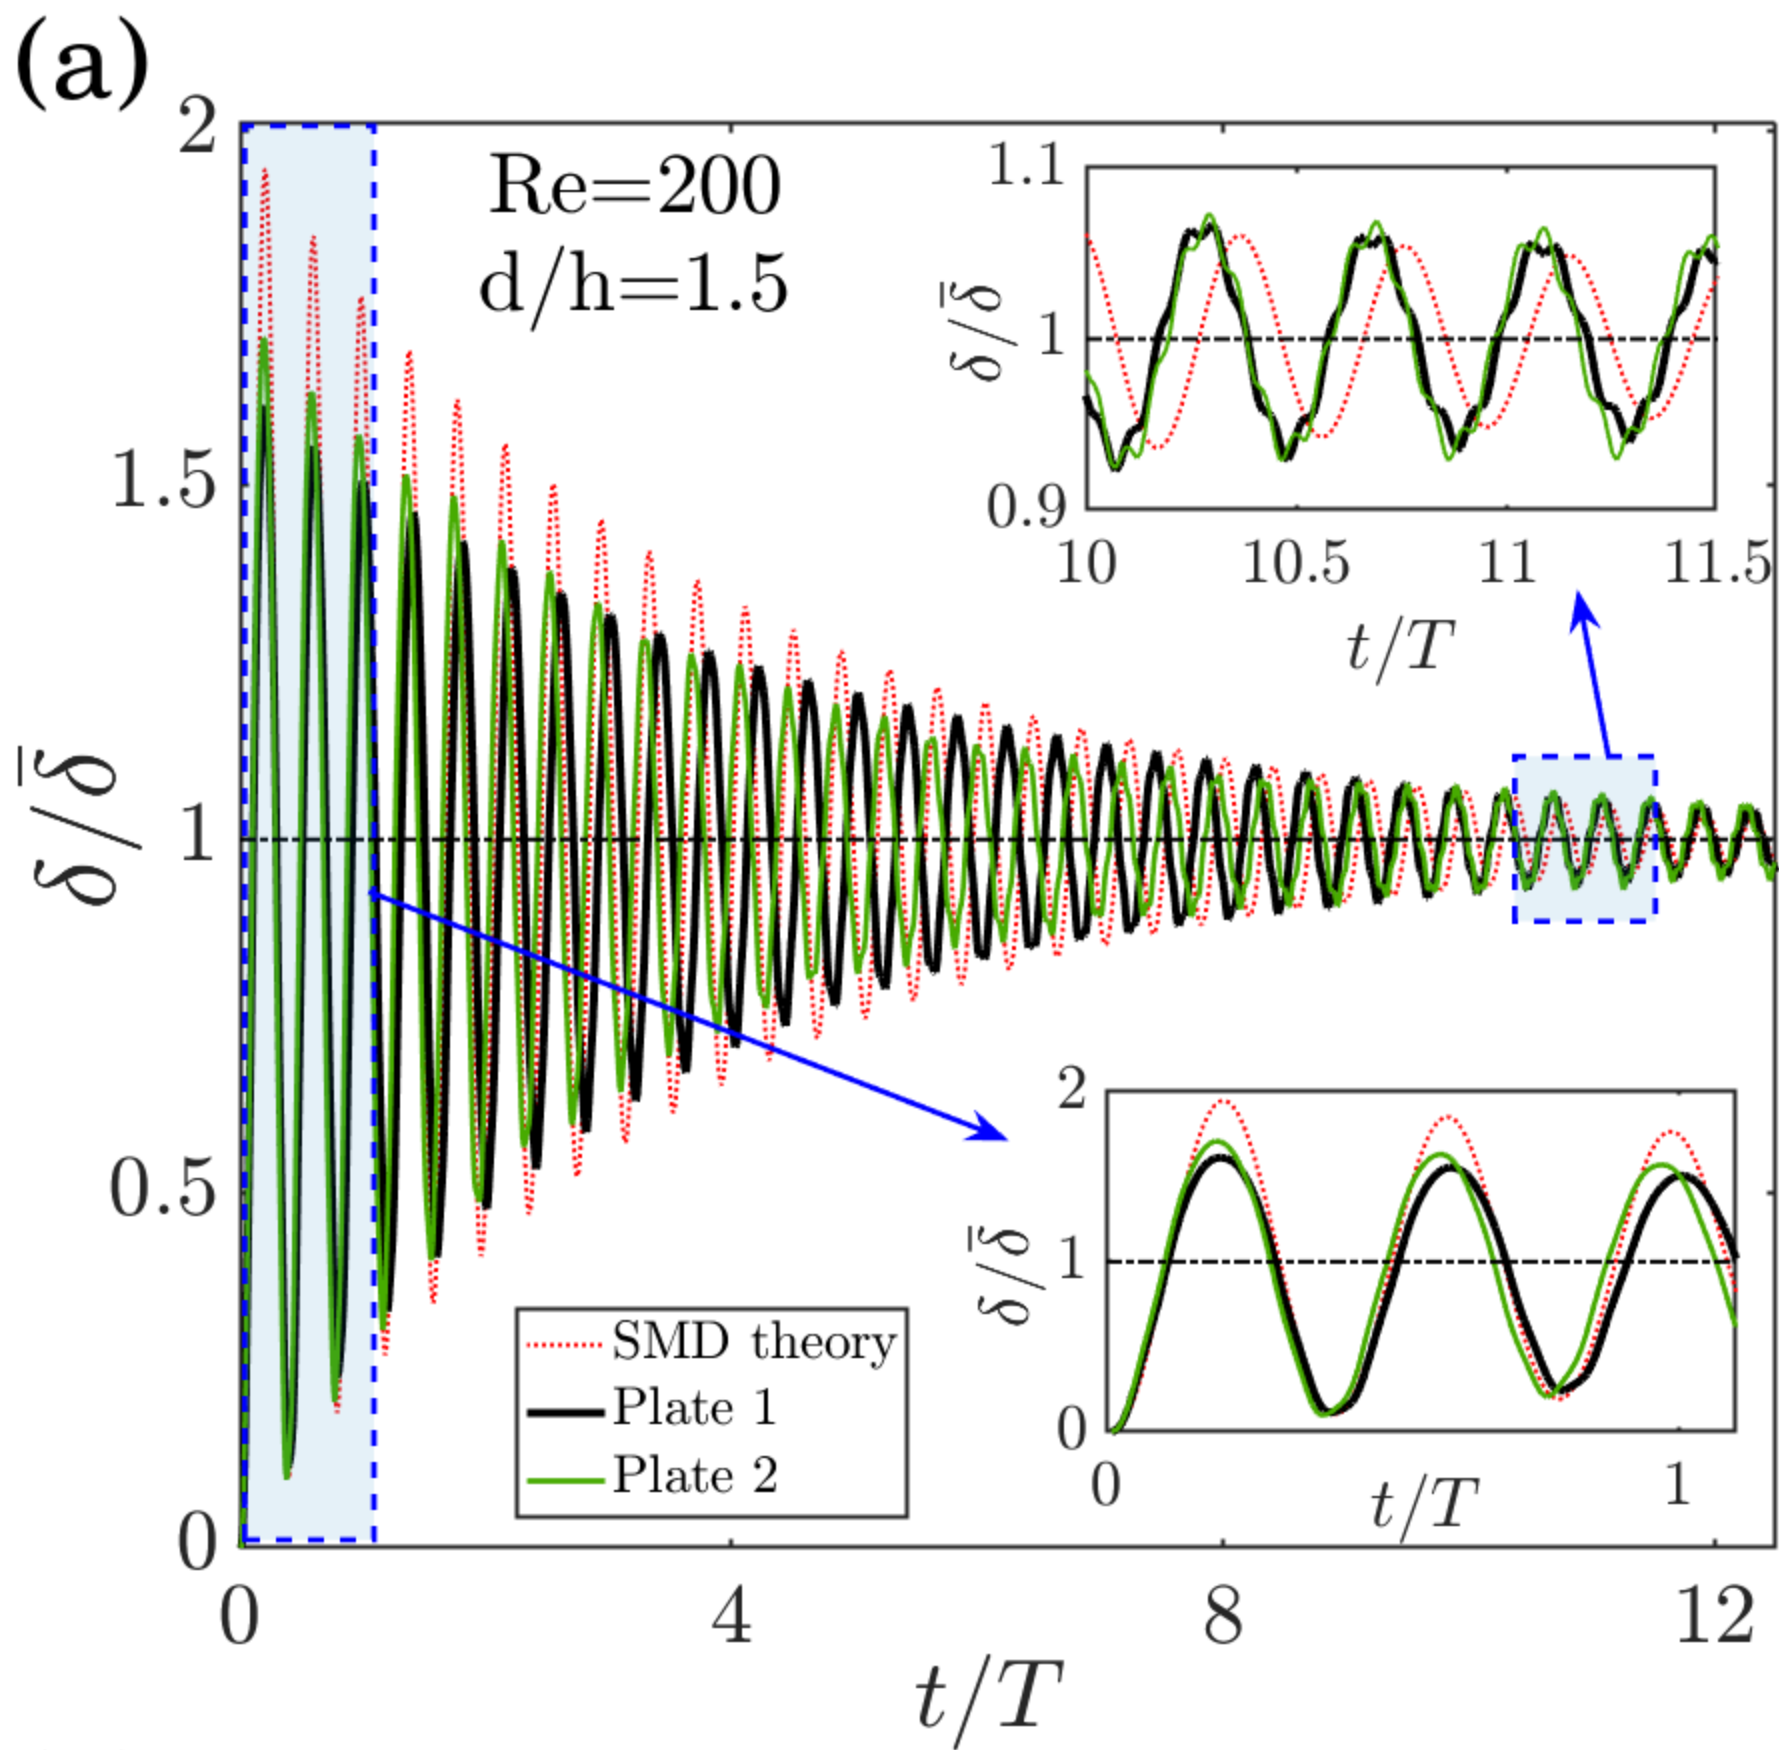 (a)
2
1.5
1
0.5
0
δ/δ̄
Re=200
d/h=1.5
1.1
1
0.9
δ/δ̄
10 10.5 11 11.5
t/T
2
1
0
δ/δ̄
0 1
t/T
SMD theory
Plate 1
Plate 2
0 4 8 12
t/T